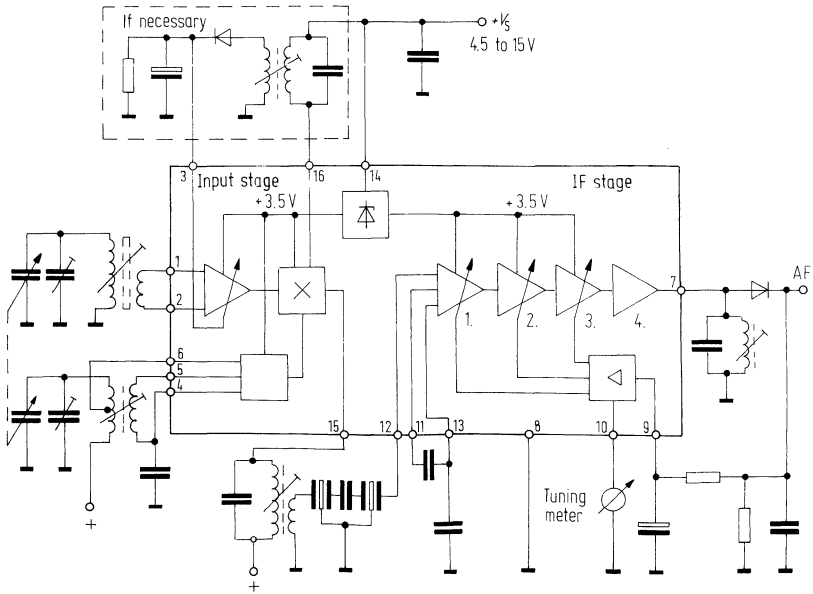 If necessary
+Vs
4.5 to 15 V
3
16
14
Input stage
IF stage
+3.5 V
+3.5 V
1
2
7
AF
1.
2.
3.
4.
6
5
4
15
12
11
13
8
10
9
Tuning
meter
+
+